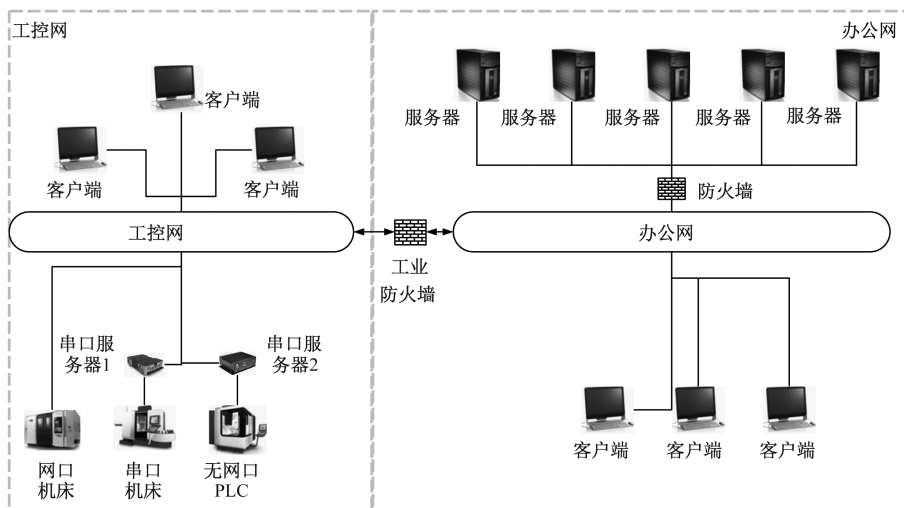 工控网
办公网
客户端
客户端
客户端
服务器
服务器
服务器
服务器
服务器
防火墙
工控网
办公网
工业
防火墙
串口服
务器1
串口服
务器2
网口
机床
串口
机床
无网口
PLC
客户端
客户端
客户端